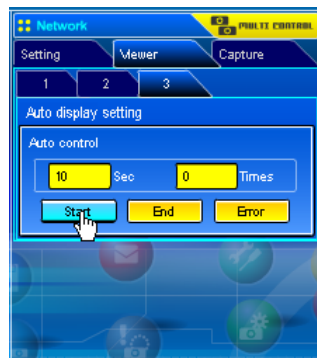 Network MULTI CONTROL
Setting Viewer Capture
1 2 3
Auto display setting
Auto control
10 Sec 0 Times
Start End Error